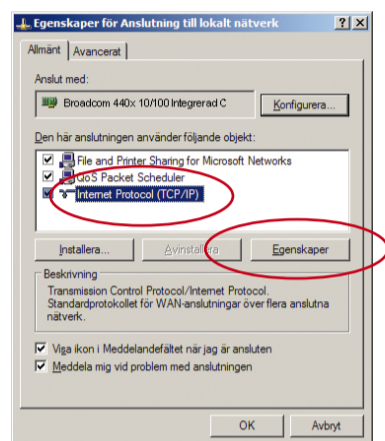 Egenskaper för Anslutning till lokalt nätverk
Allmänt Avancerat
Anslut med:
Broadcom 440x 10/100 Integrerad C
Konfigurera...
Den här anslutningen använder följande objekt:
File and Printer Sharing for Microsoft Networks
QoS Packet Scheduler
Internet Protocol (TCP/IP)
Installera... Avinstallera Egenskaper
Beskrivning
Transmission Control Protocol/Internet Protocol.
Standardprotokollet för WAN-anslutningar över flera anslutna
nätverk.
Visa ikon i Meddelandefältet när jag är ansluten
Meddela mig vid problem med anslutningen
OK Avbryt